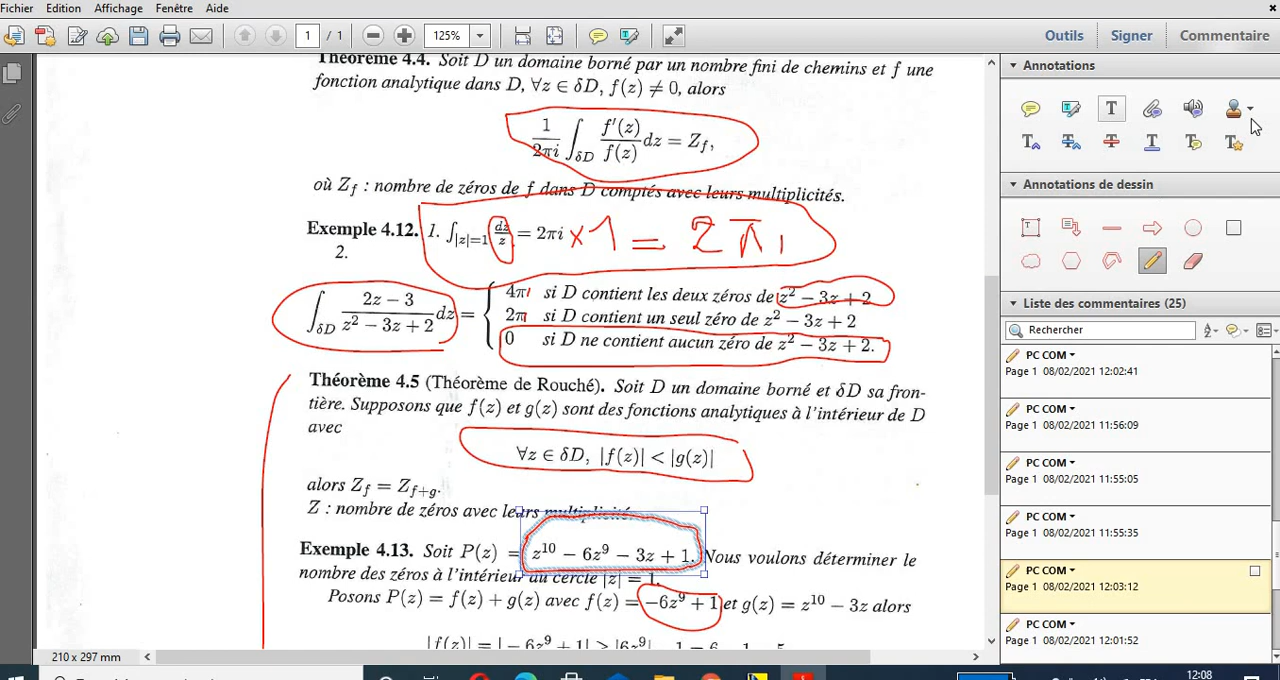 Fichier Edition Affichage Fenêtre Aide ×
1 / 1 125% Outils Signer Commentaire
Théorème 4.4. Soit D un domaine borné par un nombre fini de chemins et f une
fonction analytique dans D, ∀z ∈ δD, f(z) ≠ 0, alors
1/2πi ∫δD f'(z)/f(z) dz = Zf,
où Zf : nombre de zéros de f dans D comptés avec leurs multiplicités.
Exemple 4.12 1. ∫|z|=1 dz/z = 2πi × 1 = 2πi
2.
∫δD 2z − 3 / z² − 3z + 2 dz =
4πi si D contient les deux zéros de z² − 3z + 2
2πi si D contient un seul zéro de z² − 3z + 2
0 si D ne contient aucun zéro de z² − 3z + 2.
Théorème 4.5 (Théorème de Rouché). Soit D un domaine borné et δD sa fron-
tière. Supposons que f(z) et g(z) sont des fonctions analytiques à l'intérieur de D
avec
∀z ∈ δD, |f(z)| < |g(z)|
alors Zf = Zf+g.
Z : nombre de zéros avec leurs multiplicité.
Exemple 4.13 Soit P(z) = z¹⁰ − 6z⁹ − 3z + 1. Nous voulons déterminer le
nombre des zéros à l'intérieur du cercle |z| = 1.
Posons P(z) = f(z) + g(z) avec f(z) = −6z⁹ + 1 et g(z) = z¹⁰ − 3z alors
|f(z)| = |−6z⁹ + 1| ≥ |6z⁹|
210 x 297 mm
Annotations
T
Annotations de dessin
Liste des commentaires (25)
Rechercher
PC COM
Page 1 08/02/2021 12:02:41
PC COM
Page 1 08/02/2021 11:56:09
PC COM
Page 1 08/02/2021 11:55:05
PC COM
Page 1 08/02/2021 11:55:35
PC COM
Page 1 08/02/2021 12:03:12
PC COM
Page 1 08/02/2021 12:01:52
12:08